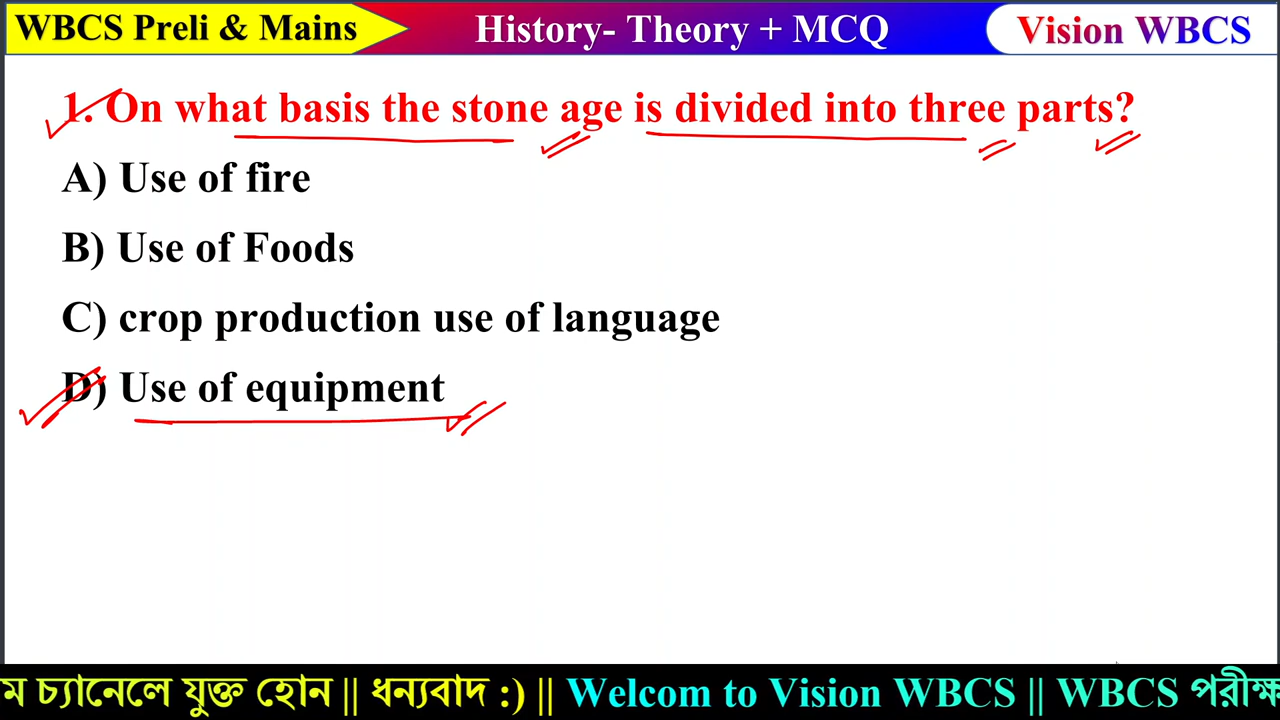 WBCS Preli & Mains
History- Theory + MCQ
Vision WBCS
1. On what basis the stone age is divided into three parts?
A) Use of fire
B) Use of Foods
C) crop production use of language
D) Use of equipment
ম চ্যানেলে যুক্ত হোন || ধন্যবাদ :) || Welcom to Vision WBCS || WBCS পরীক্ষ